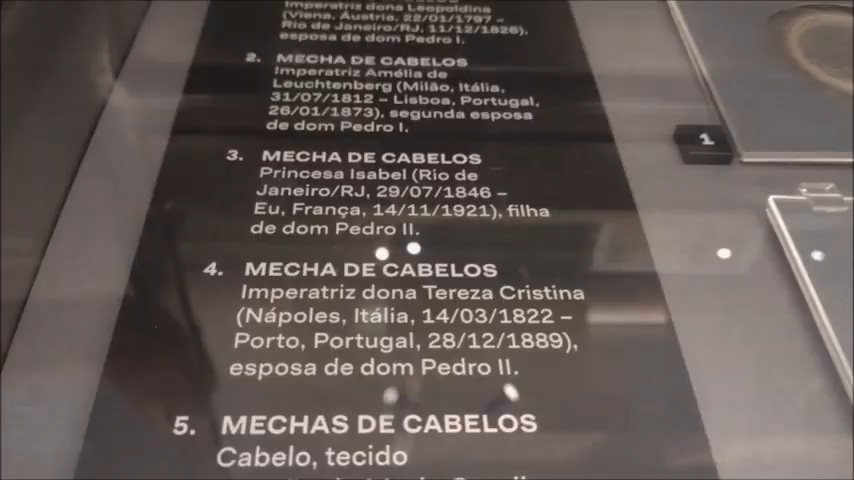 Imperatriz dona Leopoldina
(Viena, Áustria, 22/01/1797 –
Rio de Janeiro/RJ, 11/12/1826),
esposa de dom Pedro I.
2. MECHA DE CABELOS
Imperatriz Amélia de
Leuchtenberg (Milão, Itália,
31/07/1812 – Lisboa, Portugal,
26/01/1873), segunda esposa
de dom Pedro I.
3. MECHA DE CABELOS
Princesa Isabel (Rio de
Janeiro/RJ, 29/07/1846 –
Eu, França, 14/11/1921), filha
de dom Pedro II.
4. MECHA DE CABELOS
Imperatriz dona Tereza Cristina
(Nápoles, Itália, 14/03/1822 –
Porto, Portugal, 28/12/1889),
esposa de dom Pedro II.
5. MECHAS DE CABELOS
Cabelo, tecido
1